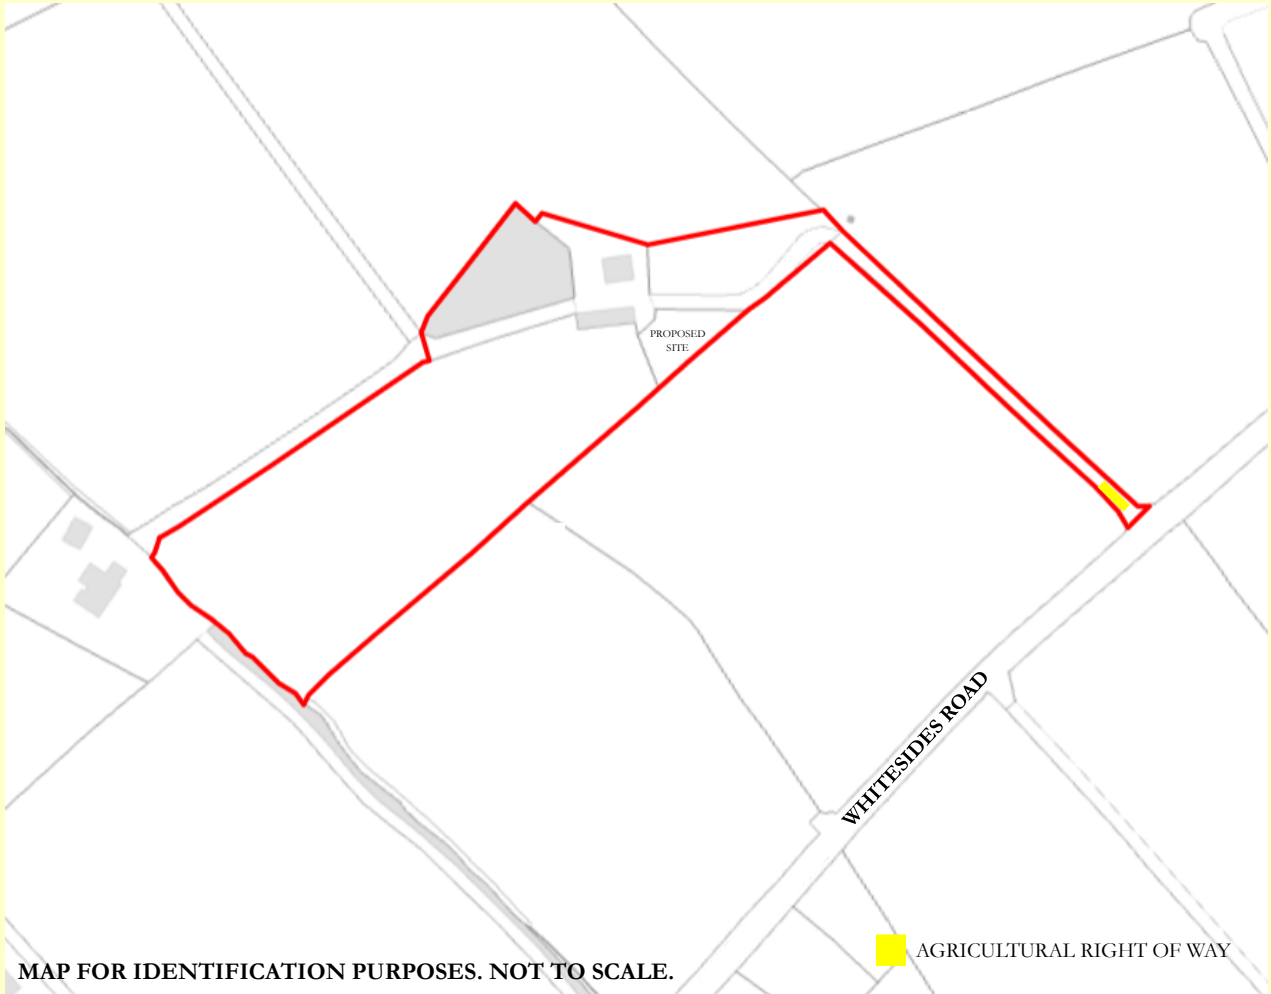 PROPOSED
SITE
WHITESIDES ROAD
AGRICULTURAL RIGHT OF WAY
MAP FOR IDENTIFICATION PURPOSES. NOT TO SCALE.